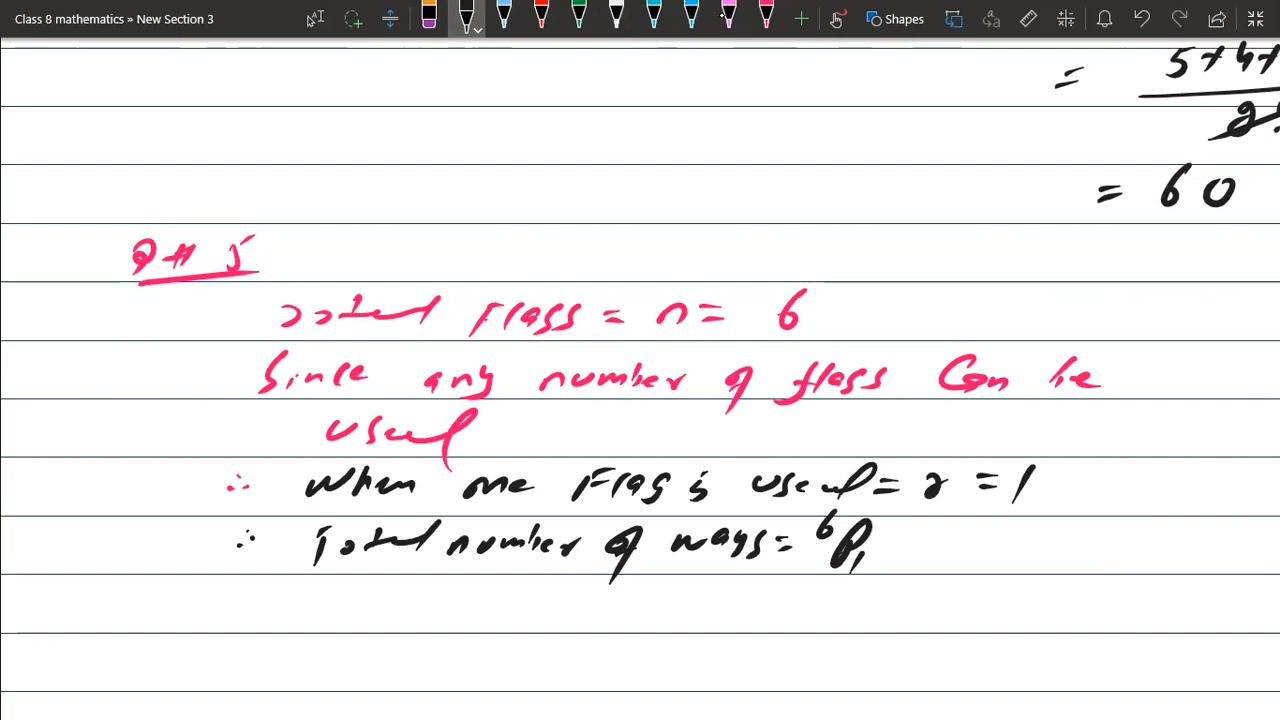 Class 8 mathematics » New Section 3
Shapes
= 5 × 4 ×
= 60
Q # 5
Total Flags = n = 6
Since any number of flags Can be
used
∴ When one Flag is used = r = 1
∴ Total number of ways = ⁶P₁